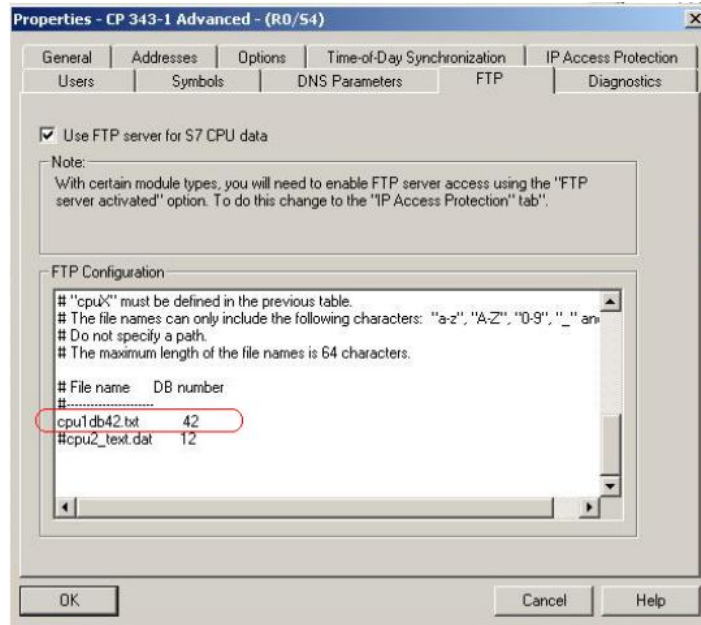 Properties - CP 343-1 Advanced - (R0/S4)
General Addresses Options Time-of-Day Synchronization IP Access Protection
Users Symbols DNS Parameters FTP Diagnostics
Use FTP server for S7 CPU data
Note:
With certain module types, you will need to enable FTP server access using the "FTP
server activated" option. To do this change to the "IP Access Protection" tab".
FTP Configuration
# "cpuX" must be defined in the previous table.
# The file names can only include the following characters: "a-z", "A-Z", "0-9", "_" an
# Do not specify a path.
# The maximum length of the file names is 64 characters.
# File name DB number
#----------------------
cpu1db42.txt 42
#cpu2_text.dat 12
OK Cancel Help